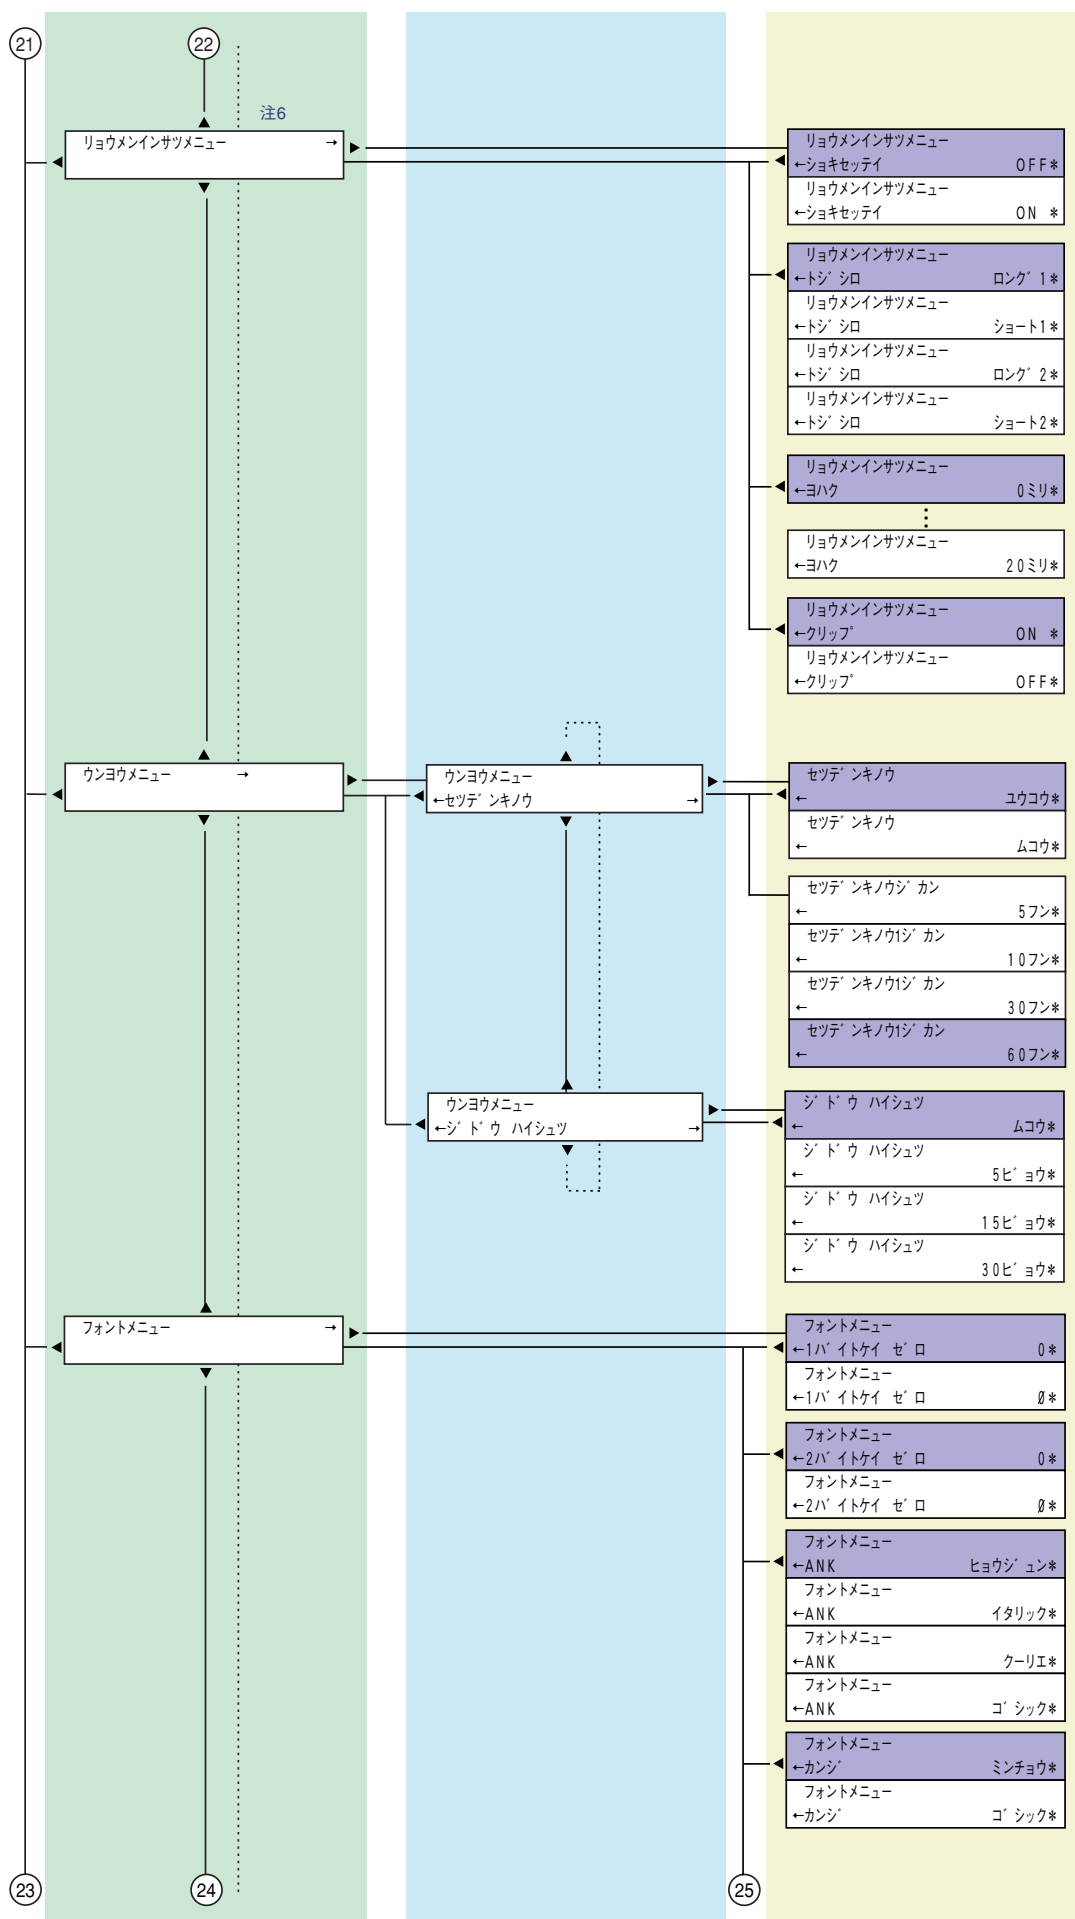 21
22
注6
リョウメンインサツメニュー →
リョウメンインサツメニュー
←ショキセッテイ OFF*
リョウメンインサツメニュー
←ショキセッテイ ON *
リョウメンインサツメニュー
←トジ゛シロ ロング゛1*
リョウメンインサツメニュー
←トジ゛シロ ショート1*
リョウメンインサツメニュー
←トジ゛シロ ロング゛2*
リョウメンインサツメニュー
←トジ゛シロ ショート2*
リョウメンインサツメニュー
←ヨハク 0ミリ*
リョウメンインサツメニュー
←ヨハク 20ミリ*
リョウメンインサツメニュー
←クリップ゜ ON *
リョウメンインサツメニュー
←クリップ゜ OFF*
ウンヨウメニュー →
ウンヨウメニュー
←セツデ゛ンキノウ →
セツデ゛ンキノウ
← ユウコウ*
セツデ゛ンキノウ
← ムコウ*
セツデ゛ンキノウジ゛カン
← 5フン*
セツデ゛ンキノウ1ジ゛カン
← 10フン*
セツデ゛ンキノウ1ジ゛カン
← 30フン*
セツデ゛ンキノウ1ジ゛カン
← 60フン*
ウンヨウメニュー
←ジ゛ド゛ウ ハイシュツ →
ジ゛ド゛ウ ハイシュツ
← ムコウ*
ジ゛ド゛ウ ハイシュツ
← 5ビ゛ョウ*
ジ゛ド゛ウ ハイシュツ
← 15ビ゛ョウ*
ジ゛ド゛ウ ハイシュツ
← 30ビ゛ョウ*
フォントメニュー →
フォントメニュー
←1バ゛イトケイ ゼ゛ロ 0*
フォントメニュー
←1バ゛イトケイ ゼ゛ロ Ø*
フォントメニュー
←2バ゛イトケイ ゼ゛ロ 0*
フォントメニュー
←2バ゛イトケイ ゼ゛ロ Ø*
フォントメニュー
←ANK ヒョウジ゛ュン*
フォントメニュー
←ANK イタリック*
フォントメニュー
←ANK クーリエ*
フォントメニュー
←ANK ゴ゛シック*
フォントメニュー
←カンジ゛ ミンチョウ*
フォントメニュー
←カンジ゛ ゴ゛シック*
23
24
25